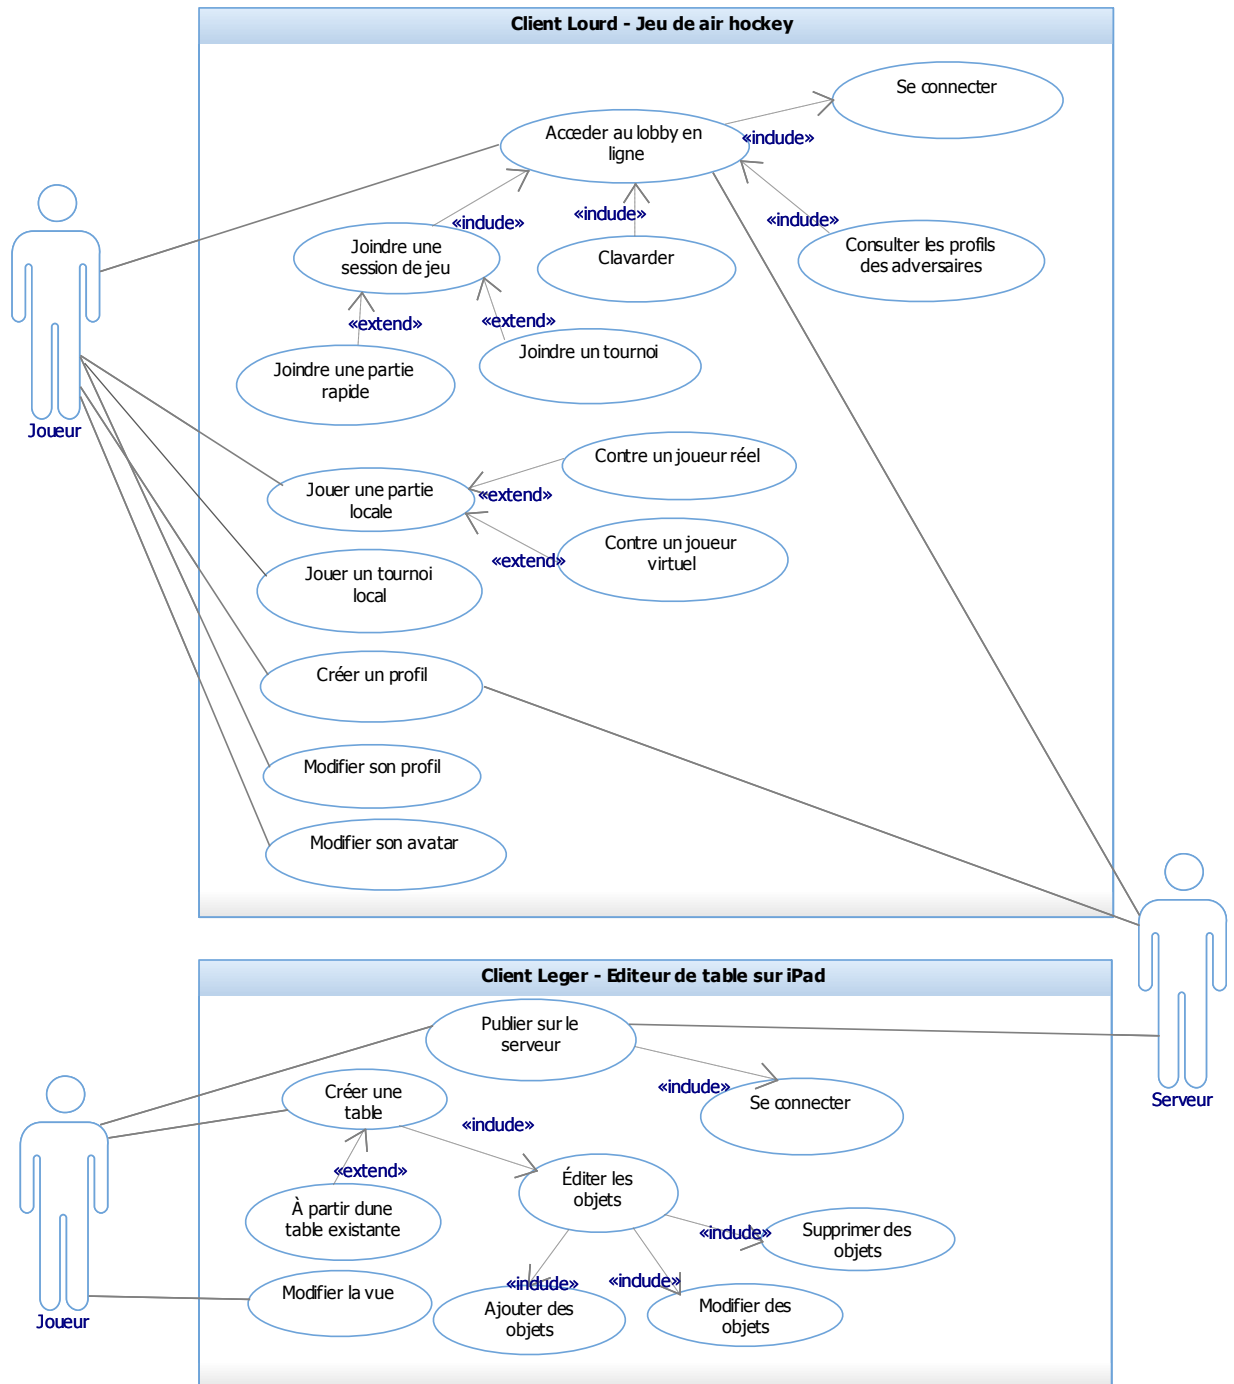 Client Lourd - Jeu de air hockey
Se connecter
Acceder au lobby en
ligne
«include»
«include»
«include»
«include»
Joindre une
session de jeu
Clavarder
Consulter les profils
des adversaires
«extend»
«extend»
Joindre une partie
rapide
Joindre un tournoi
Joueur
Contre un joueur réel
Jouer une partie
locale
«extend»
Contre un joueur
virtuel
«extend»
Jouer un tournoi
local
Créer un profil
Modifier son profil
Modifier son avatar
Client Leger - Editeur de table sur iPad
Publier sur le
serveur
«include»
Se connecter
Serveur
Créer une
table
«include»
«extend»
Éditer les
objets
À partir dune
table existante
«include»
Supprimer des
objets
«include»
«include»
Modifier la vue
Ajouter des
objets
Modifier des
objets
Joueur